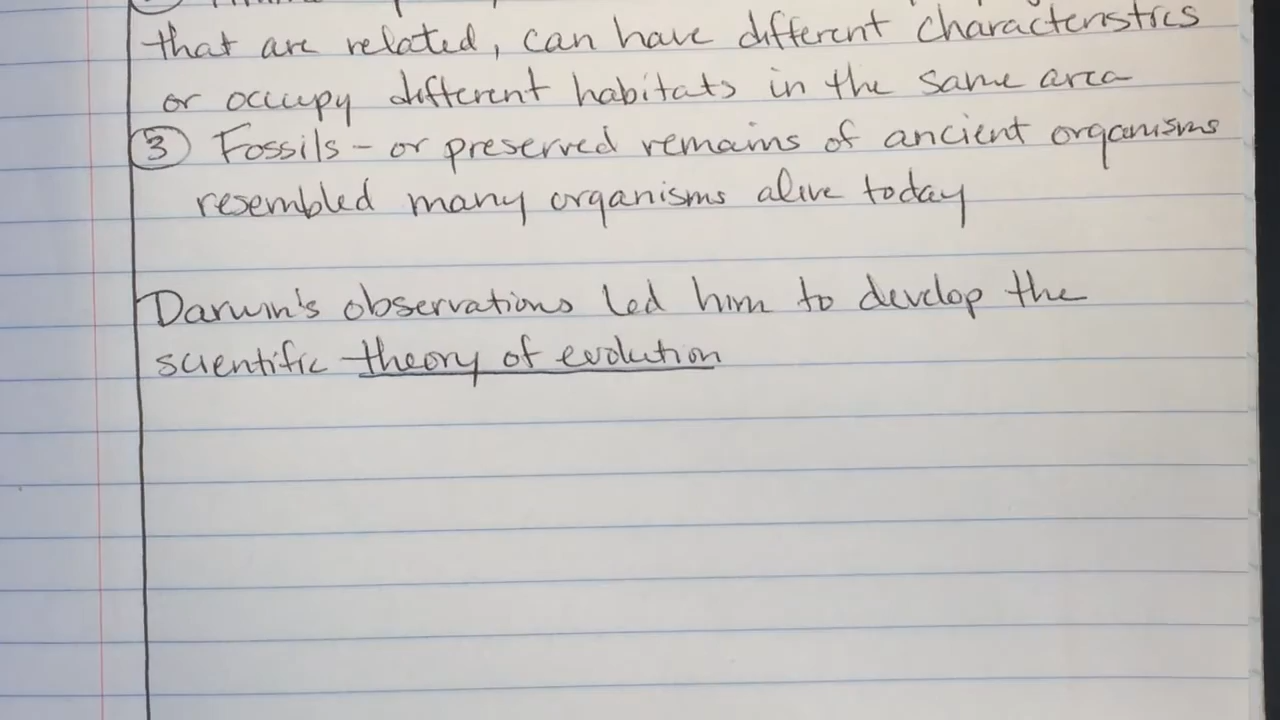 that are related, can have different characteristics
or occupy different habitats in the same area
③ Fossils - or preserved remains of ancient organisms
resembled many organisms alive today
Darwin's observations led him to develop the
scientific theory of evolution